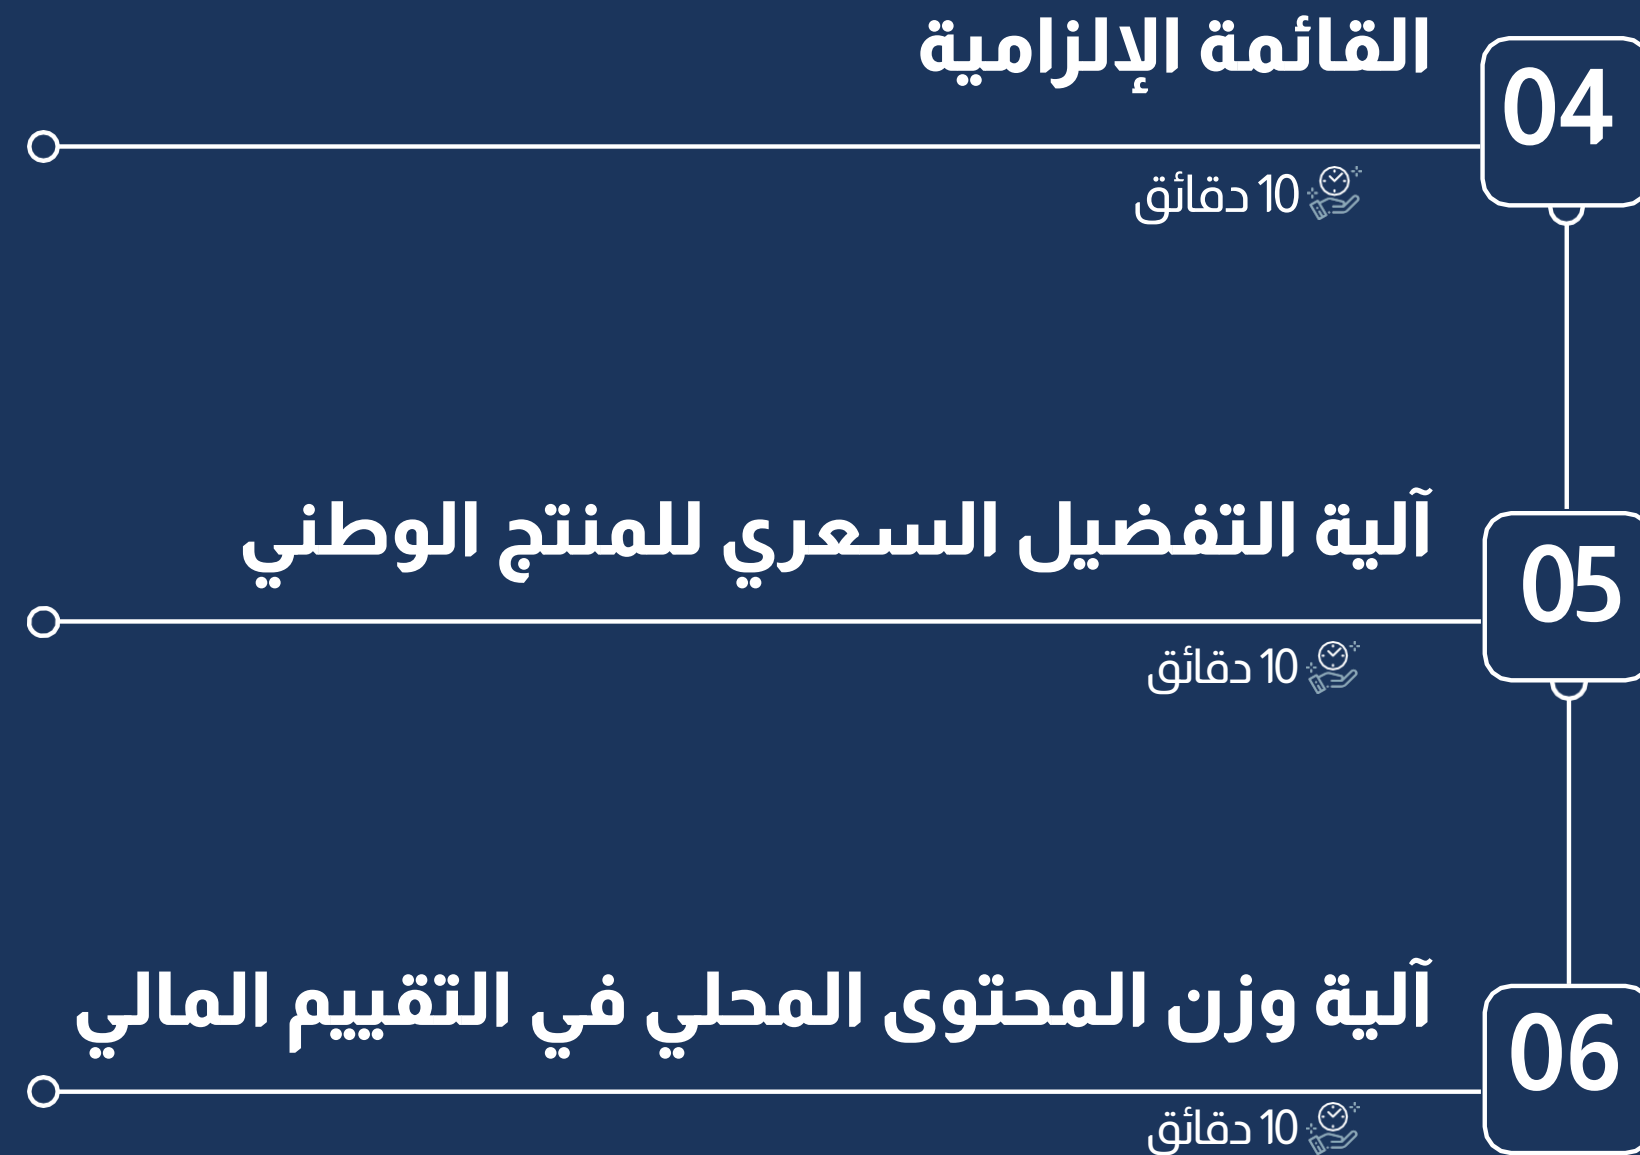 04
القائمة الإلزامية
10 دقائق
05
آلية التفضيل السعري للمنتج الوطني
10 دقائق
06
آلية وزن المحتوى المحلي في التقييم المالي
10 دقائق